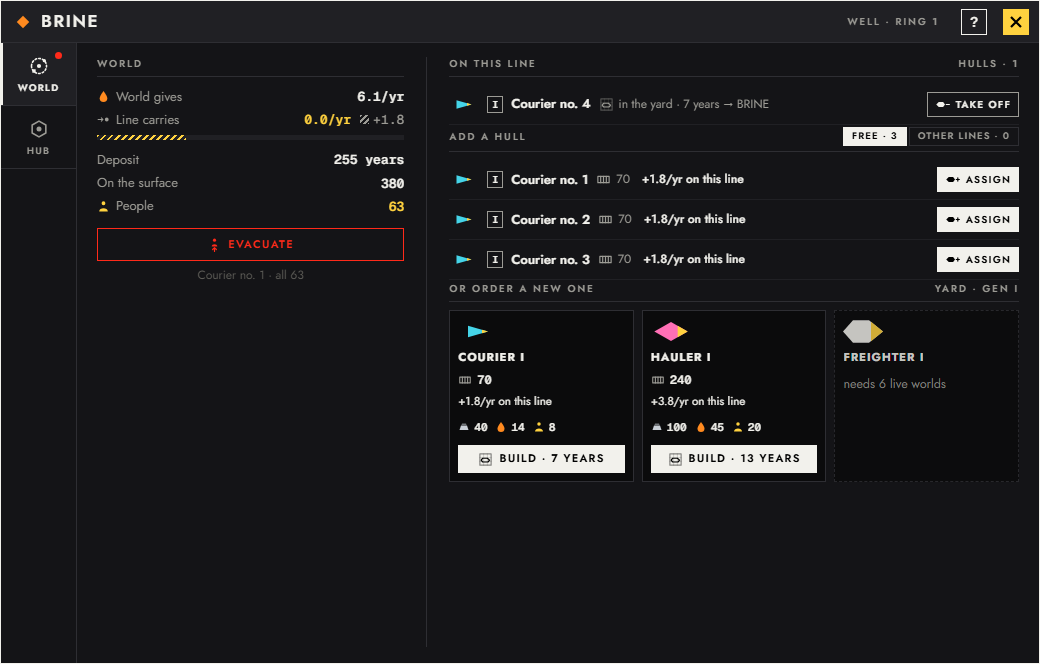 BRINE
WELL · RING 1
?
WORLD
HUB
WORLD
World gives 6.1/yr
Line carries 0.0/yr +1.8
Deposit 255 years
On the surface 380
People 63
EVACUATE
Courier no. 1 · all 63
ON THIS LINE HULLS · 1
I Courier no. 4 in the yard · 7 years → BRINE TAKE OFF
ADD A HULL FREE · 3 OTHER LINES · 0
I Courier no. 1 70 +1.8/yr on this line ASSIGN
I Courier no. 2 70 +1.8/yr on this line ASSIGN
I Courier no. 3 70 +1.8/yr on this line ASSIGN
OR ORDER A NEW ONE YARD · GEN I
COURIER I
70
+1.8/yr on this line
40 14 8
BUILD · 7 YEARS
HAULER I
240
+3.8/yr on this line
100 45 20
BUILD · 13 YEARS
FREIGHTER I
needs 6 live worlds